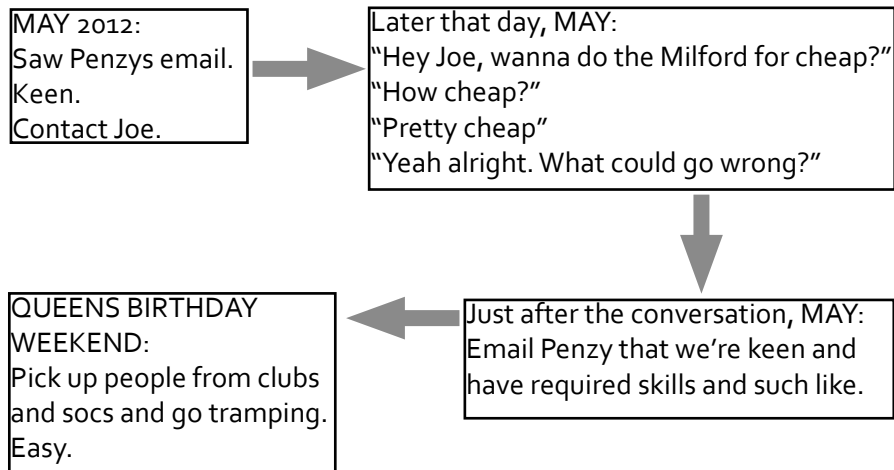 MAY 2012:
Saw Penzys email.
Keen.
Contact Joe.
Later that day, MAY:
“Hey Joe, wanna do the Milford for cheap?”
“How cheap?”
“Pretty cheap”
“Yeah alright. What could go wrong?”
Just after the conversation, MAY:
Email Penzy that we’re keen and
have required skills and such like.
QUEENS BIRTHDAY
WEEKEND:
Pick up people from clubs
and socs and go tramping.
Easy.